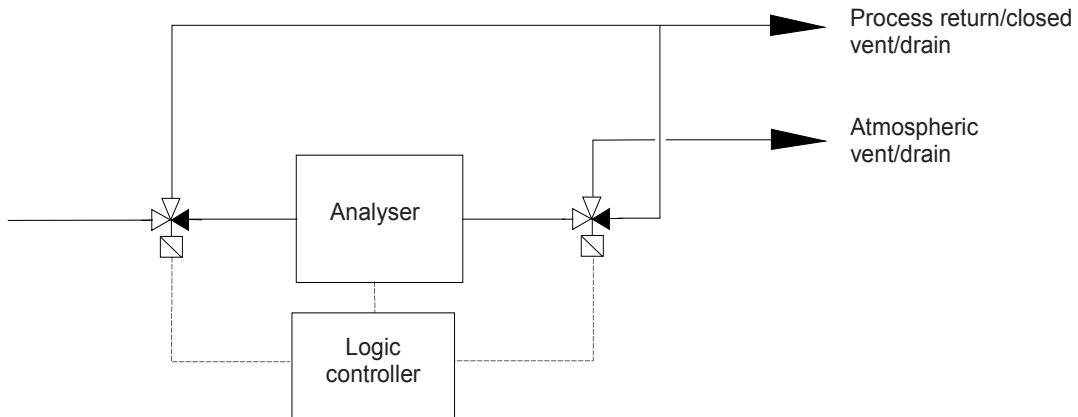 Process return/closed
vent/drain
Atmospheric
vent/drain
Analyser
Logic
controller